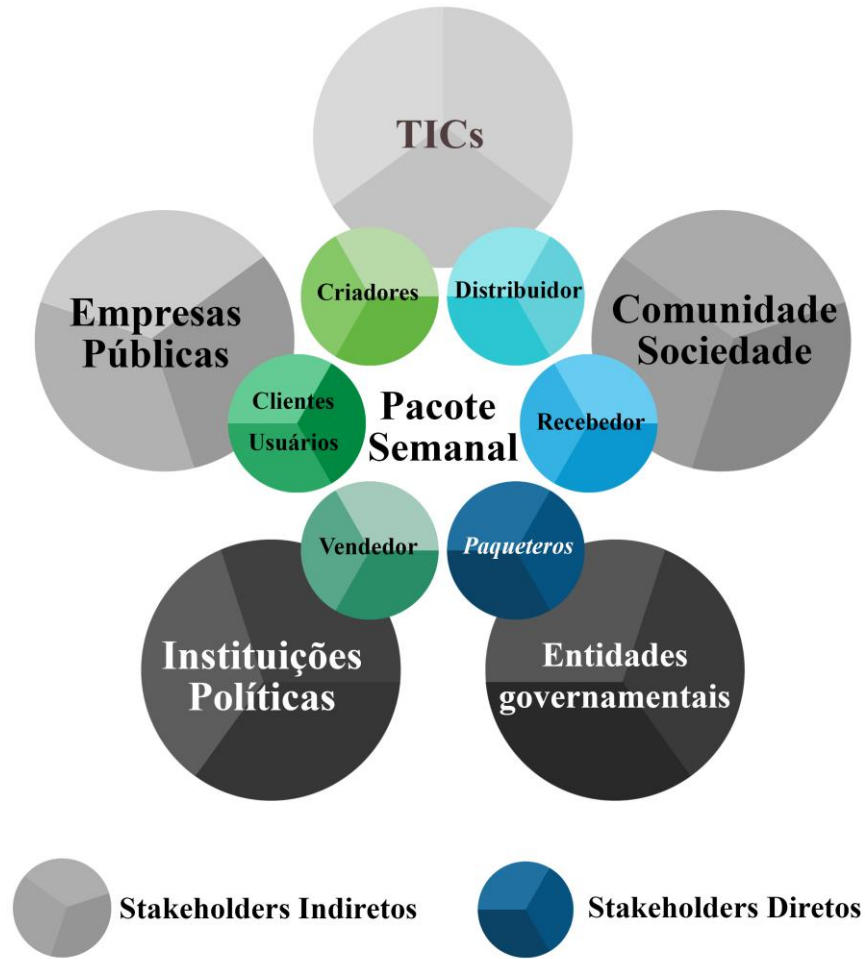 TICs
Criadores
Distribuidor
Empresas
Públicas
Comunidade
Sociedade
Clientes
Usuários
Pacote
Semanal
Recebedor
Vendedor
Paqueteros
Instituições
Políticas
Entidades
governamentais
Stakeholders Indiretos
Stakeholders Diretos